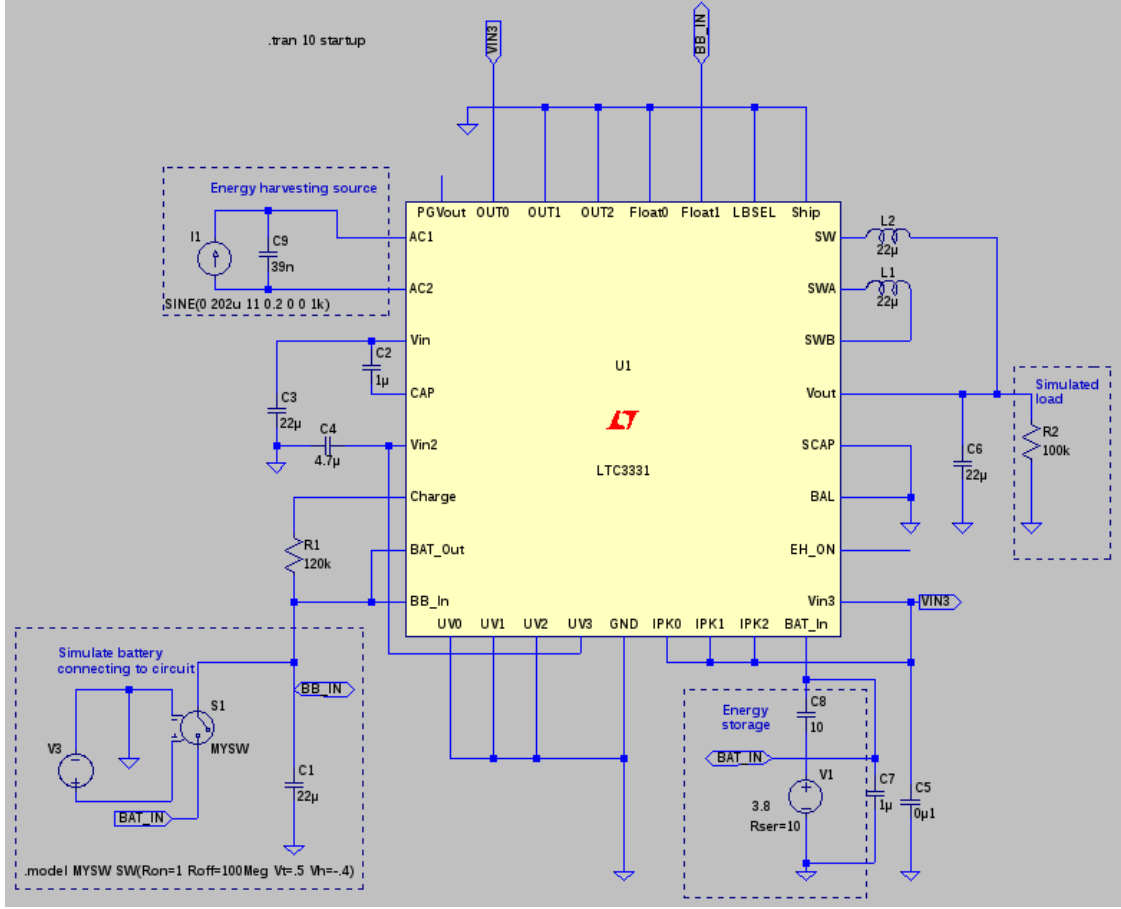 .tran 10 startup
VIN3
BB_IN
Energy harvesting source
I1
C9
39n
SINE(0 202u 11 0.2 0 0 1k)
PGVout OUT0 OUT1 OUT2 Float0 Float1 LBSEL Ship
AC1
AC2
Vin
CAP
Vin2
Charge
BAT_Out
BB_In
UV0 UV1 UV2 UV3 GND IPK0 IPK1 IPK2 BAT_In
SW
SWA
SWB
Vout
SCAP
BAL
EH_ON
Vin3
U1
LTC3331
L2
22µ
L1
22µ
C2
1µ
C3
22µ
C4
4.7µ
R1
120k
Simulated
load
R2
100k
C6
22µ
VIN3
Simulate battery
connecting to circuit
BB_IN
S1
MYSW
V3
C1
22µ
BAT_IN
.model MYSW SW(Ron=1 Roff=100Meg Vt=.5 Vh=-.4)
Energy
storage
C8
10
BAT_IN
V1
3.8
Rser=10
C7
1µ
C5
0µ1